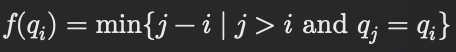 f(q_i) = min{j − i | j > i and q_j = q_i}